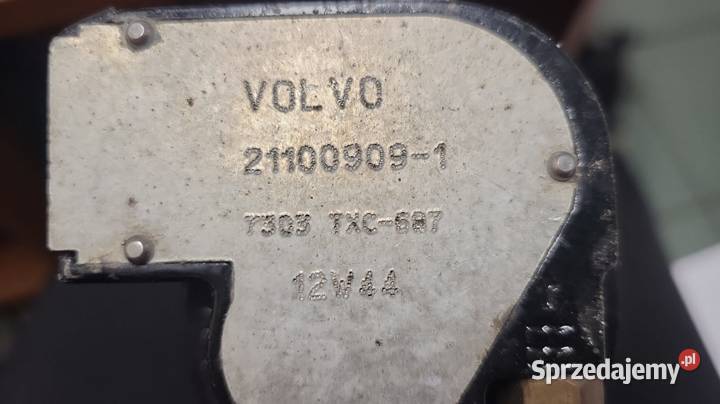 VOLVO
21100909-1
7303 TXC-687
12W44
Sprzedajemy.pl